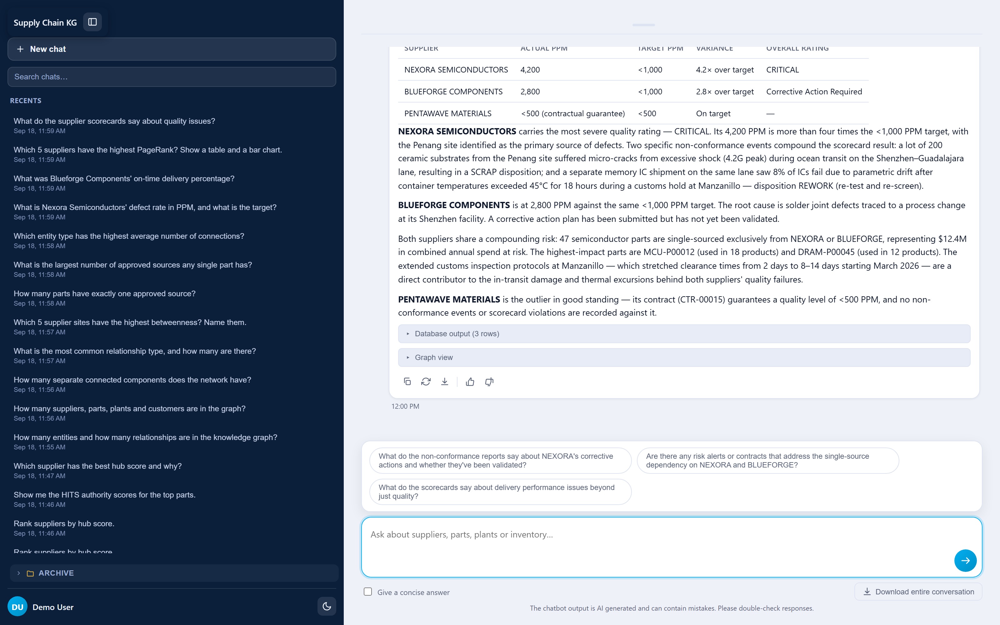 Supply Chain KG
New chat
Search chats...
RECENTS
What do the supplier scorecards say about quality issues?
Sep 18, 11:59 AM
Which 5 suppliers have the highest PageRank? Show a table and a bar chart.
Sep 18, 11:59 AM
What was Blueforge Components' on-time delivery percentage?
Sep 18, 11:59 AM
What is Nexora Semiconductors' defect rate in PPM, and what is the target?
Sep 18, 11:59 AM
Which entity type has the highest average number of connections?
Sep 18, 11:58 AM
What is the largest number of approved sources any single part has?
Sep 18, 11:58 AM
How many parts have exactly one approved source?
Sep 18, 11:58 AM
Which 5 supplier sites have the highest betweenness? Name them.
Sep 18, 11:57 AM
What is the most common relationship type, and how many are there?
Sep 18, 11:57 AM
How many separate connected components does the network have?
Sep 18, 11:56 AM
How many suppliers, parts, plants and customers are in the graph?
Sep 18, 11:56 AM
How many entities and how many relationships are in the knowledge graph?
Sep 18, 11:55 AM
Which supplier has the best hub score and why?
Sep 18, 11:47 AM
Show me the HITS authority scores for the top parts.
Sep 18, 11:46 AM
Rank suppliers by hub score.
Sep 18, 11:46 AM
Rank suppliers by hub score.
ARCHIVE
DU Demo User
SUPPLIER ACTUAL PPM TARGET PPM VARIANCE OVERALL RATING
NEXORA SEMICONDUCTORS 4,200 <1,000 4.2× over target CRITICAL
BLUEFORGE COMPONENTS 2,800 <1,000 2.8× over target Corrective Action Required
PENTAWAVE MATERIALS <500 (contractual guarantee) <500 On target —
NEXORA SEMICONDUCTORS carries the most severe quality rating — CRITICAL. Its 4,200 PPM is more than four times the <1,000 PPM target, with
the Penang site identified as the primary source of defects. Two specific non-conformance events compound the scorecard result: a lot of 200
ceramic substrates from the Penang site suffered micro-cracks from excessive shock (4.2G peak) during ocean transit on the Shenzhen–Guadalajara
lane, resulting in a SCRAP disposition; and a separate memory IC shipment on the same lane saw 8% of ICs fail due to parametric drift after
container temperatures exceeded 45°C for 18 hours during a customs hold at Manzanillo — disposition REWORK (re-test and re-screen).
BLUEFORGE COMPONENTS is at 2,800 PPM against the same <1,000 PPM target. The root cause is solder joint defects traced to a process change
at its Shenzhen facility. A corrective action plan has been submitted but has not yet been validated.
Both suppliers share a compounding risk: 47 semiconductor parts are single-sourced exclusively from NEXORA or BLUEFORGE, representing $12.4M
in combined annual spend at risk. The highest-impact parts are MCU-P00012 (used in 18 products) and DRAM-P00045 (used in 12 products). The
extended customs inspection protocols at Manzanillo — which stretched clearance times from 2 days to 8–14 days starting March 2026 — are a
direct contributor to the in-transit damage and thermal excursions behind both suppliers' quality failures.
PENTAWAVE MATERIALS is the outlier in good standing — its contract (CTR-00015) guarantees a quality level of <500 PPM, and no non-
conformance events or scorecard violations are recorded against it.
Database output (3 rows)
Graph view
12:00 PM
What do the non-conformance reports say about NEXORA's corrective
actions and whether they've been validated?
Are there any risk alerts or contracts that address the single-source
dependency on NEXORA and BLUEFORGE?
What do the scorecards say about delivery performance issues beyond
just quality?
Ask about suppliers, parts, plants or inventory...
Give a concise answer
Download entire conversation
The chatbot output is AI generated and can contain mistakes. Please double-check responses.